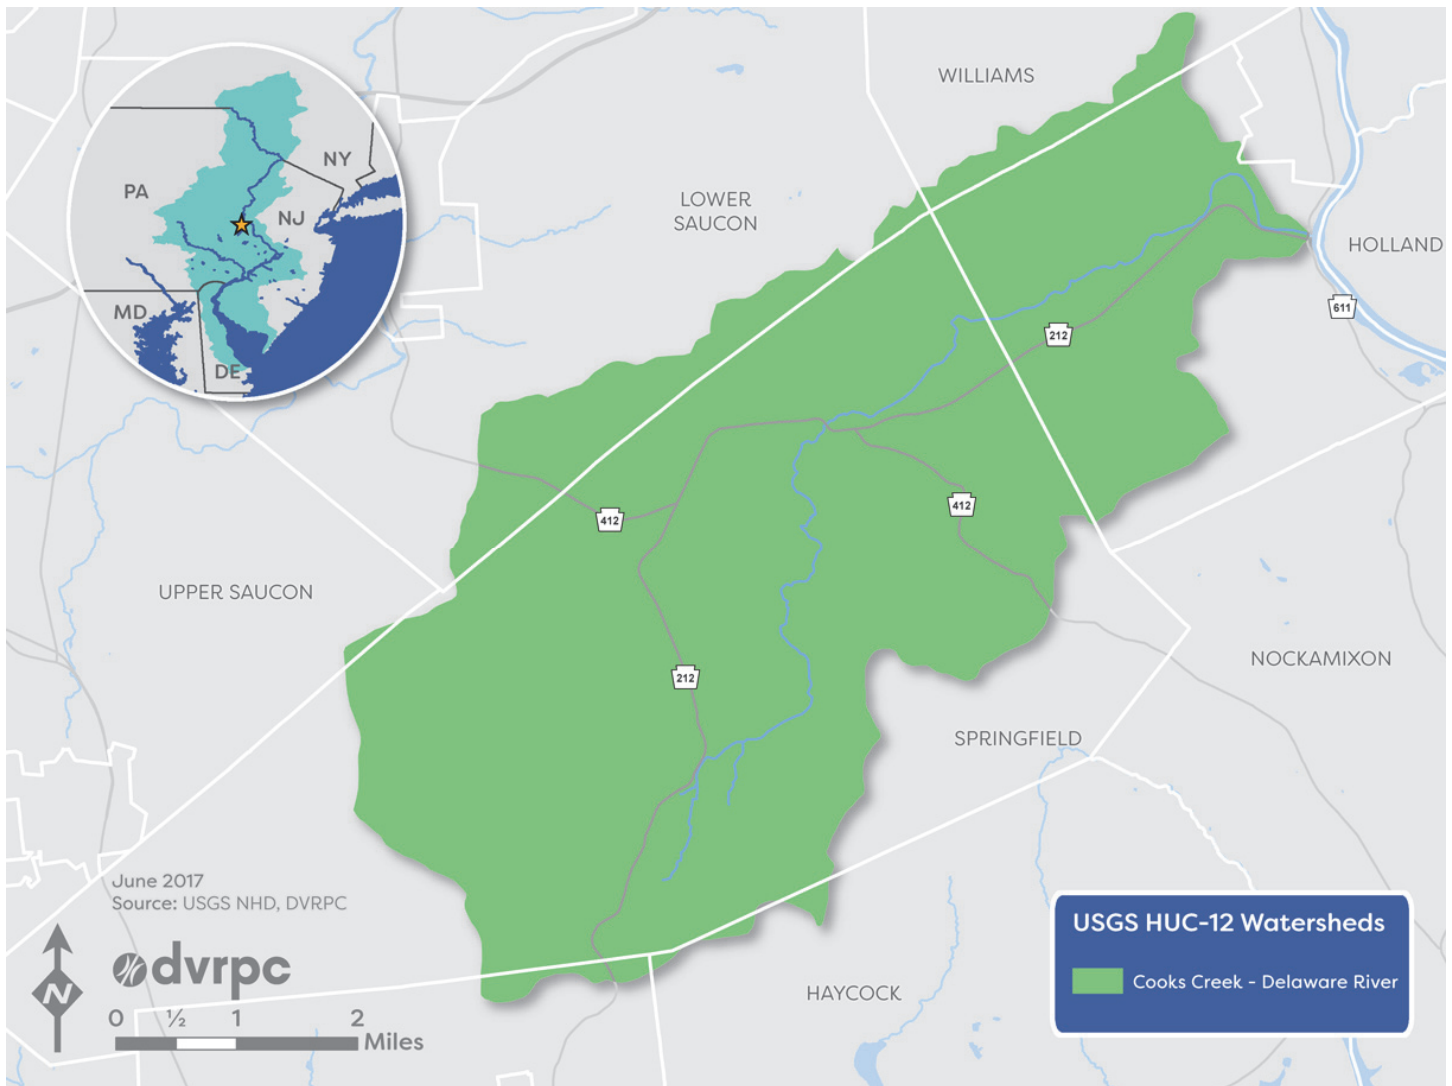 WILLIAMS
NY
PA
NJ
LOWER
SAUCON
HOLLAND
MD
611
212
DE
412
412
UPPER SAUCON
NOCKAMIXON
212
SPRINGFIELD
June 2017
Source: USGS NHD, DVRPC
USGS HUC-12 Watersheds
Cooks Creek - Delaware River
HAYCOCK
dvrpc
N
0 ½ 1 2
Miles